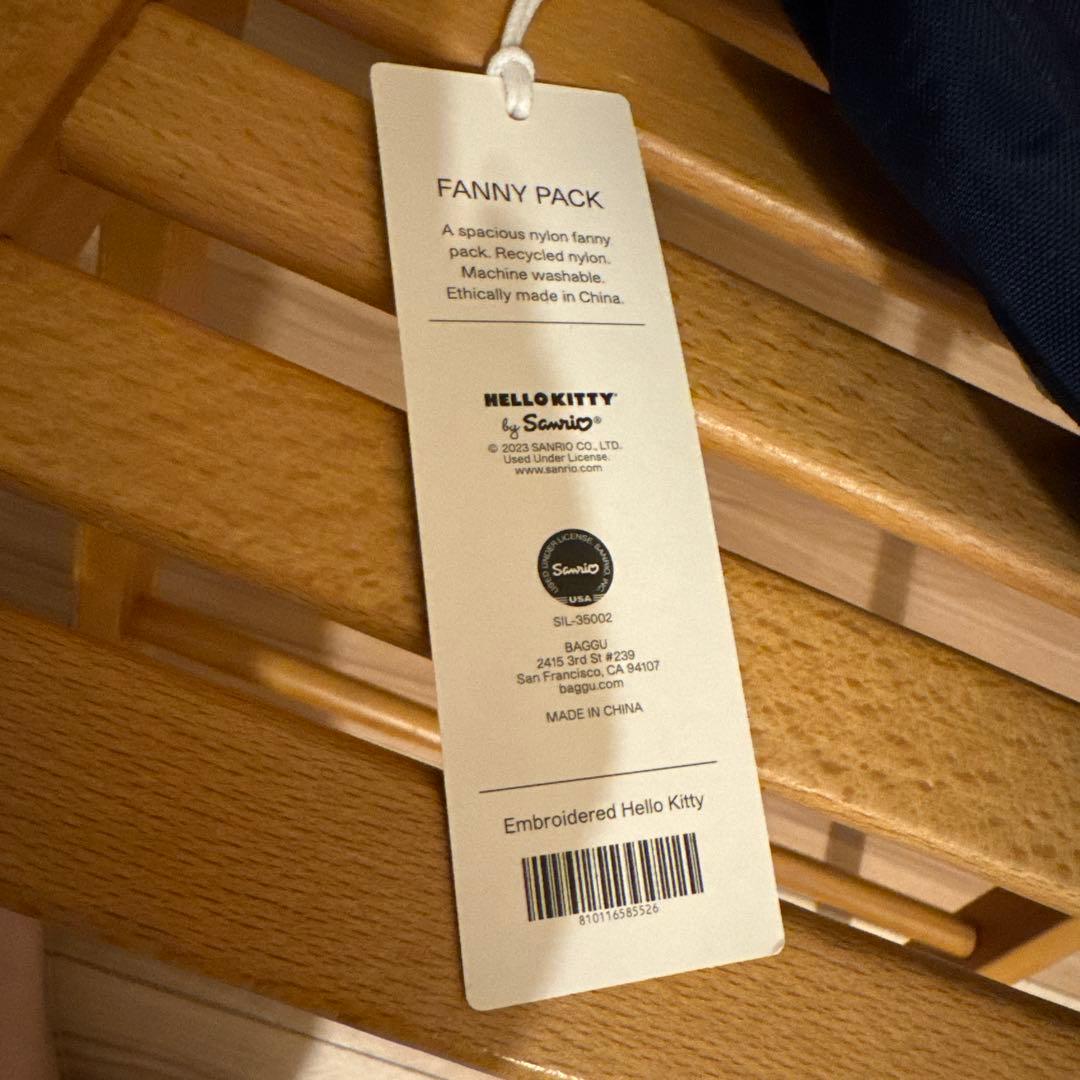 FANNY PACK
A spacious nylon fanny
pack. Recycled nylon.
Machine washable.
Ethically made in China.
HELLO KITTY
by Sanrio®
© 2023 SANRIO CO., LTD.
Used Under License.
www.sanrio.com
USED UNDER LICENSE. SANRIO, INC.
Sanrio
USA
SIL-35002
BAGGU
2415 3rd St #239
San Francisco, CA 94107
baggu.com
MADE IN CHINA
Embroidered Hello Kitty
810116585526